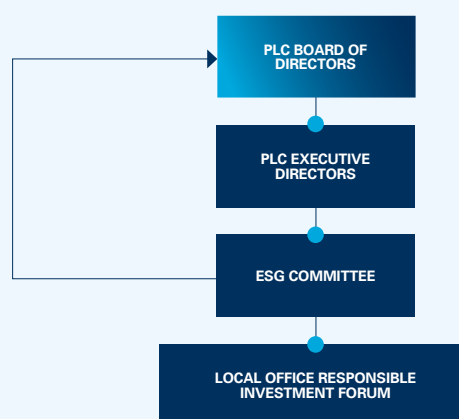 PLC BOARD OF
DIRECTORS
PLC EXECUTIVE
DIRECTORS
ESG COMMITTEE
LOCAL OFFICE RESPONSIBLE
INVESTMENT FORUM